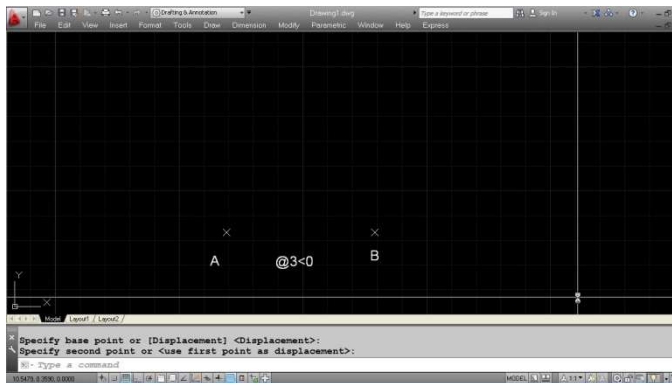 Drafting & Annotation
Drawing1.dwg
Type a keyword or phrase
Sign In
File Edit View Insert Format Tools Draw Dimension Modify Parametric Window Help Express
A @3<0 B
Y
X
Model Layout1 Layout2
Specify base point or [Displacement] <Displacement>:
Specify second point or <use first point as displacement>:
Type a command
MODEL